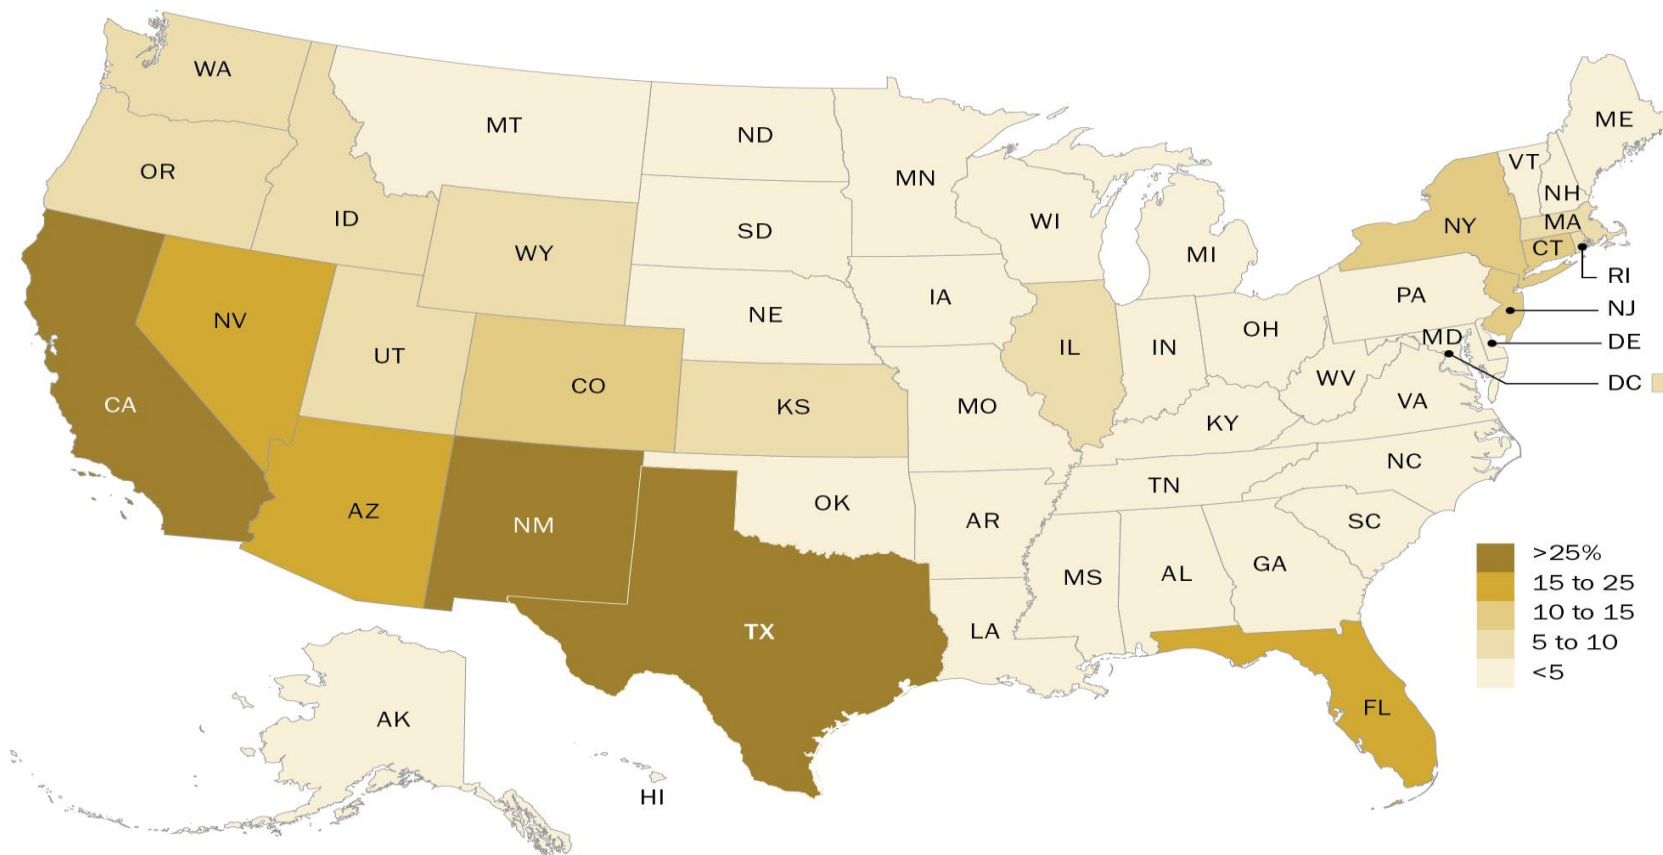 WA
MT
ND
MN
ME
VT
NH
OR
ID
WY
SD
WI
MI
NY
MA
CT
RI
NV
UT
NE
IA
PA
NJ
IL
IN
OH
MD
DE
CA
CO
KS
MO
WV
VA
DC
KY
AZ
NM
OK
AR
TN
NC
SC
TX
LA
MS
AL
GA
>25%
15 to 25
10 to 15
5 to 10
<5
AK
HI
FL